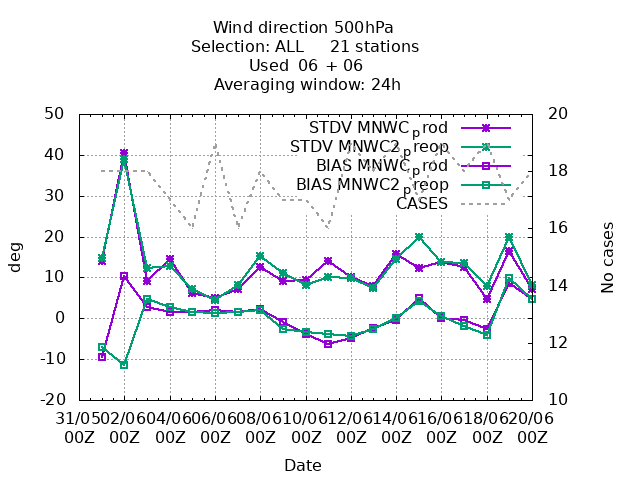 Wind direction 500hPa
Selection: ALL 21 stations
Used 06 + 06
Averaging window: 24h
50
40
30
20
10
0
-10
-20
deg
20
18
16
14
12
10
No cases
STDV MNWC_prod
STDV MNWC2_preop
BIAS MNWC_prod
BIAS MNWC2_preop
CASES
31/05 02/06 04/06 06/06 08/06 10/06 12/06 14/06 16/06 18/06 20/06
00Z 00Z 00Z 00Z 00Z 00Z 00Z 00Z 00Z 00Z 00Z
Date